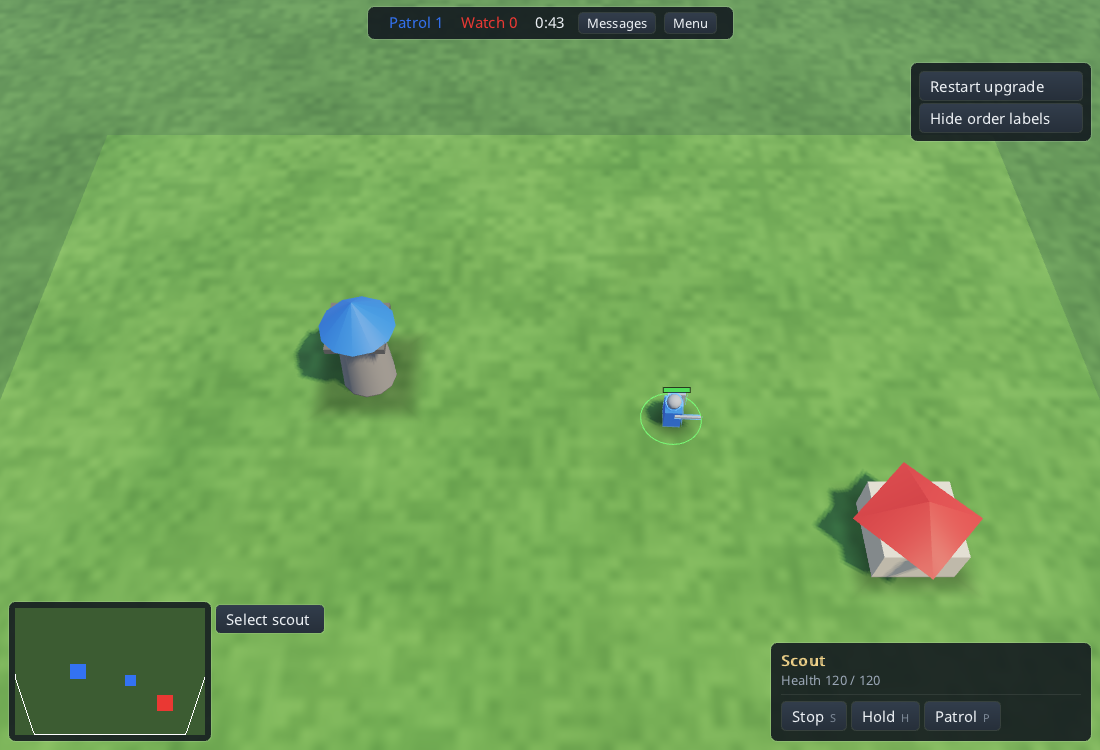 Patrol 1 Watch 0 0:43 Messages Menu
Restart upgrade
Hide order labels
Select scout
Scout
Health 120 / 120
Stop S Hold H Patrol P